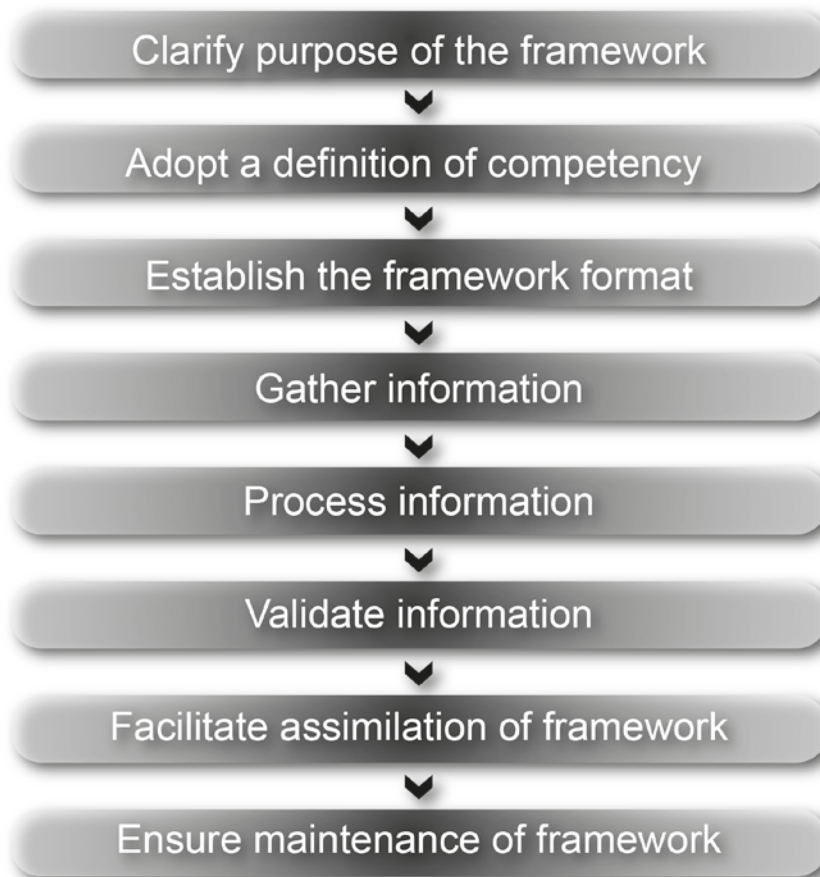 Clarify purpose of the framework
Adopt a definition of competency
Establish the framework format
Gather information
Process information
Validate information
Facilitate assimilation of framework
Ensure maintenance of framework